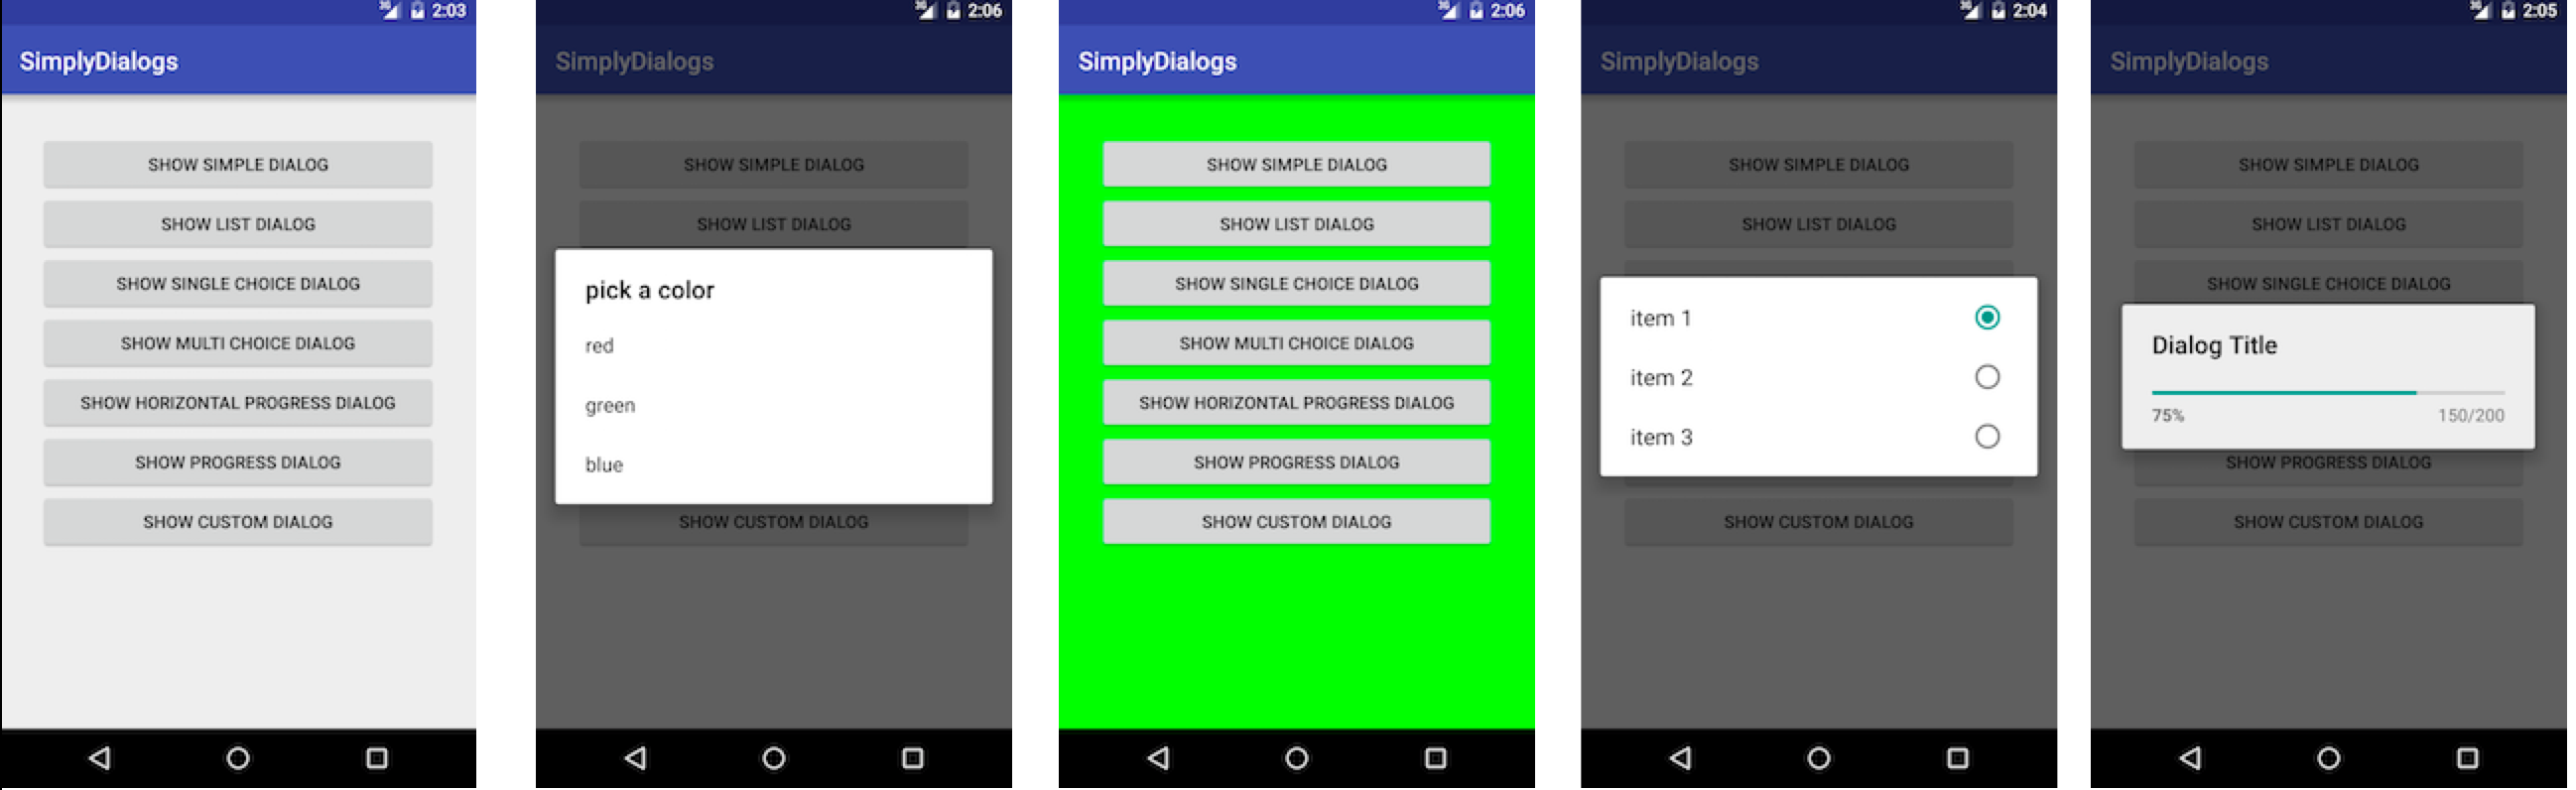 3G 2:03
SimplyDialogs
SHOW SIMPLE DIALOG
SHOW LIST DIALOG
SHOW SINGLE CHOICE DIALOG
SHOW MULTI CHOICE DIALOG
SHOW HORIZONTAL PROGRESS DIALOG
SHOW PROGRESS DIALOG
SHOW CUSTOM DIALOG
3G 2:06
SimplyDialogs
SHOW SIMPLE DIALOG
SHOW LIST DIALOG
pick a color
red
green
blue
SHOW CUSTOM DIALOG
3G 2:06
SimplyDialogs
SHOW SIMPLE DIALOG
SHOW LIST DIALOG
SHOW SINGLE CHOICE DIALOG
SHOW MULTI CHOICE DIALOG
SHOW HORIZONTAL PROGRESS DIALOG
SHOW PROGRESS DIALOG
SHOW CUSTOM DIALOG
3G 2:04
SimplyDialogs
SHOW SIMPLE DIALOG
SHOW LIST DIALOG
item 1
item 2
item 3
SHOW CUSTOM DIALOG
3G 2:05
SimplyDialogs
SHOW SIMPLE DIALOG
SHOW LIST DIALOG
SHOW SINGLE CHOICE DIALOG
Dialog Title
75% 150/200
SHOW PROGRESS DIALOG
SHOW CUSTOM DIALOG